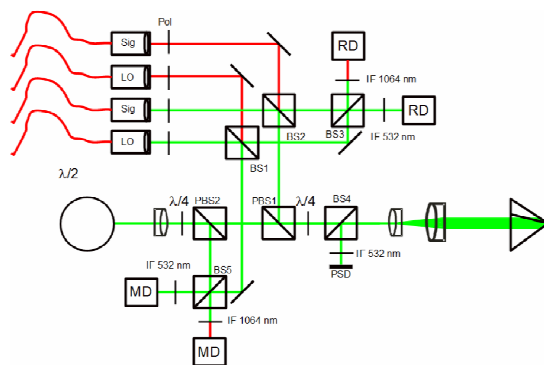 Pol
Sig
RD
LO
IF 1064 nm
Sig
RD
BS2
BS3
IF 532 nm
LO
BS1
λ/2
λ/4
PBS2
PBS1
λ/4
BS4
IF 532 nm
IF 532 nm
PSD
BS5
MD
IF 1064 nm
MD